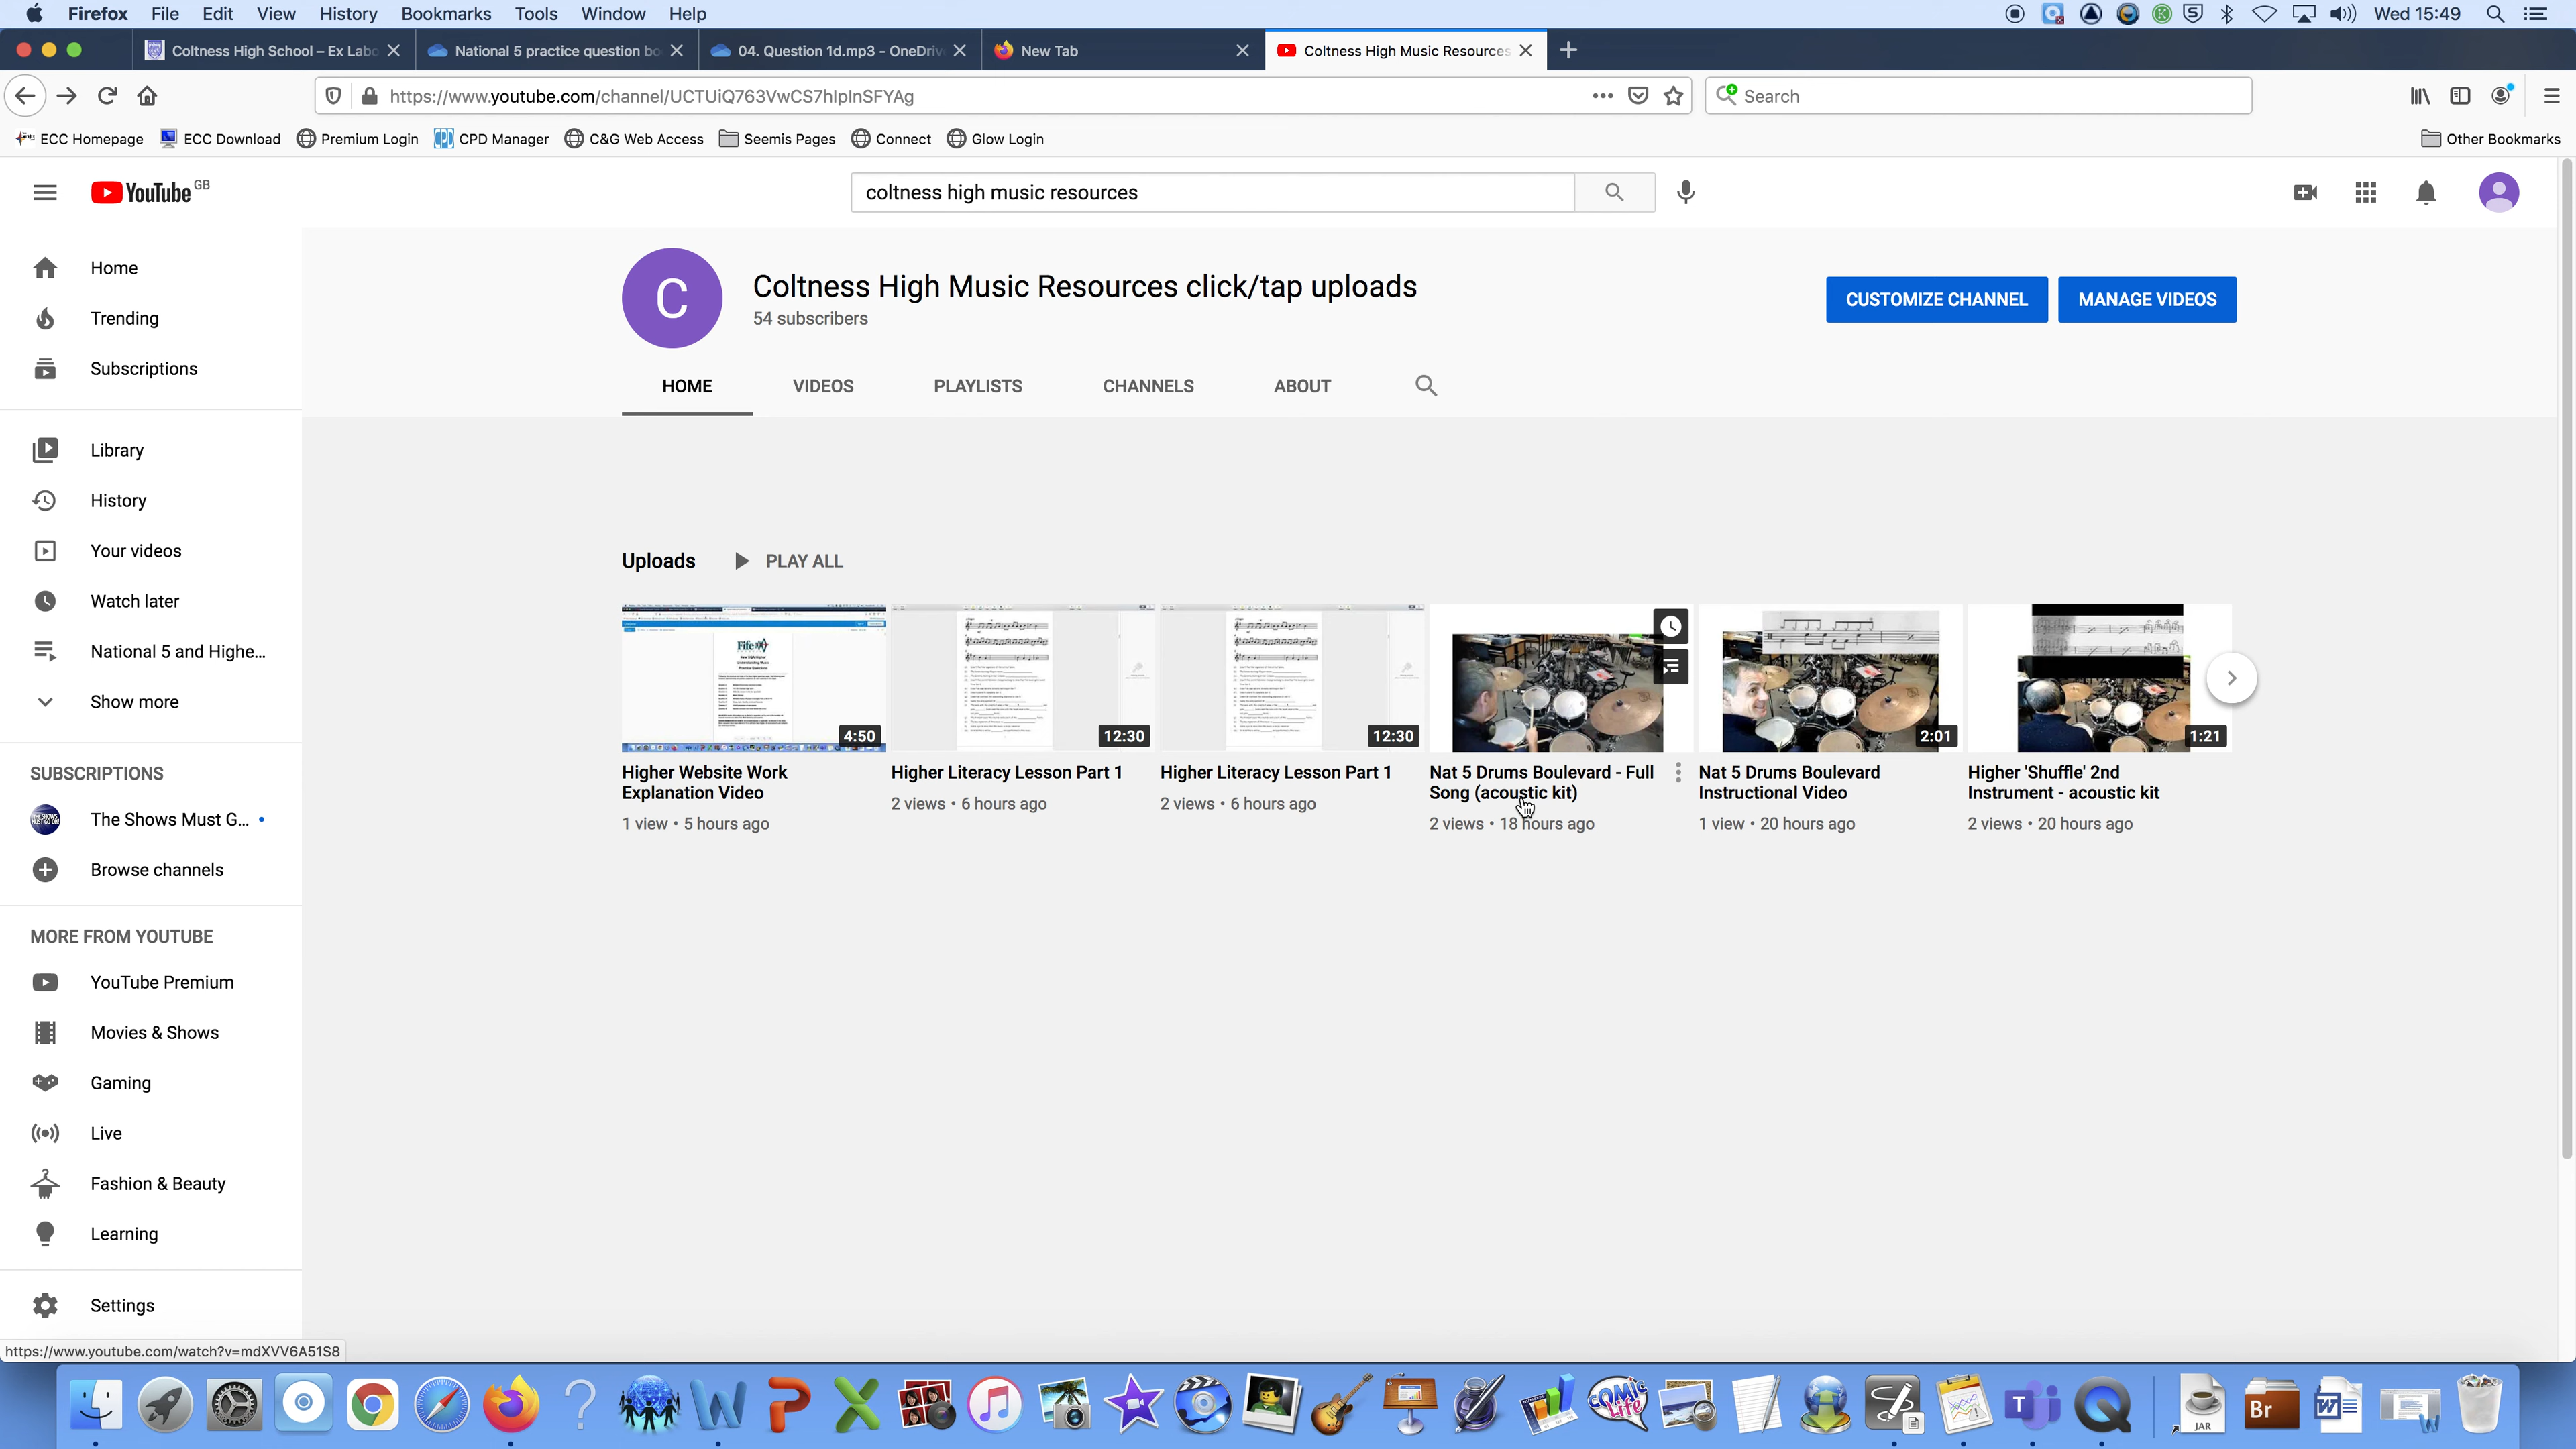 Firefox File Edit View History Bookmarks Tools Window Help Wed 15:49
Coltness High School – Ex Labo National 5 practice question bo 04. Question 1d.mp3 - OneDriv New Tab Coltness High Music Resources
https://www.youtube.com/channel/UCTUiQ763VwCS7hIpInSFYAg Search
ECC Homepage ECC Download Premium Login CPD Manager C&G Web Access Seemis Pages Connect Glow Login Other Bookmarks
YouTube GB coltness high music resources
Home
Trending
Subscriptions
Library
History
Your videos
Watch later
National 5 and Highe...
Show more
SUBSCRIPTIONS
The Shows Must G...
Browse channels
MORE FROM YOUTUBE
YouTube Premium
Movies & Shows
Gaming
Live
Fashion & Beauty
Learning
Settings
C
Coltness High Music Resources click/tap uploads
54 subscribers
CUSTOMIZE CHANNEL MANAGE VIDEOS
HOME VIDEOS PLAYLISTS CHANNELS ABOUT
Uploads PLAY ALL
Fife
4:50
Higher Website Work
Explanation Video
1 view • 5 hours ago
12:30
Higher Literacy Lesson Part 1
2 views • 6 hours ago
12:30
Higher Literacy Lesson Part 1
2 views • 6 hours ago
Nat 5 Drums Boulevard - Full
Song (acoustic kit)
2 views • 18 hours ago
2:01
Nat 5 Drums Boulevard
Instructional Video
1 view • 20 hours ago
1:21
Higher 'Shuffle' 2nd
Instrument - acoustic kit
2 views • 20 hours ago
https://www.youtube.com/watch?v=mdXVV6A51S8
COMIC Life
JAR
Br